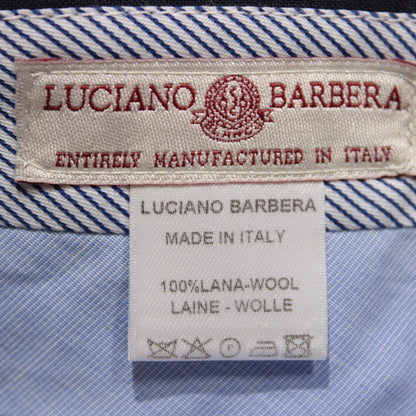 LUCIANO BARBERA
ENTIRELY MANUFACTURED IN ITALY
LUCIANO BARBERA
MADE IN ITALY
100%LANA-WOOL
LAINE - WOLLE
P